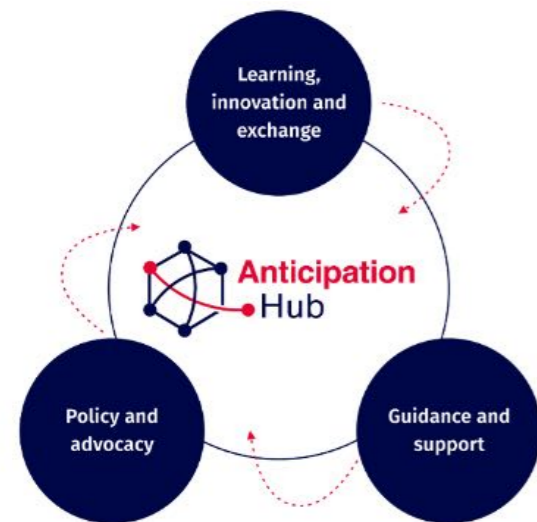 Learning,
innovation and
exchange
Anticipation
Hub
Policy and
advocacy
Guidance and
support